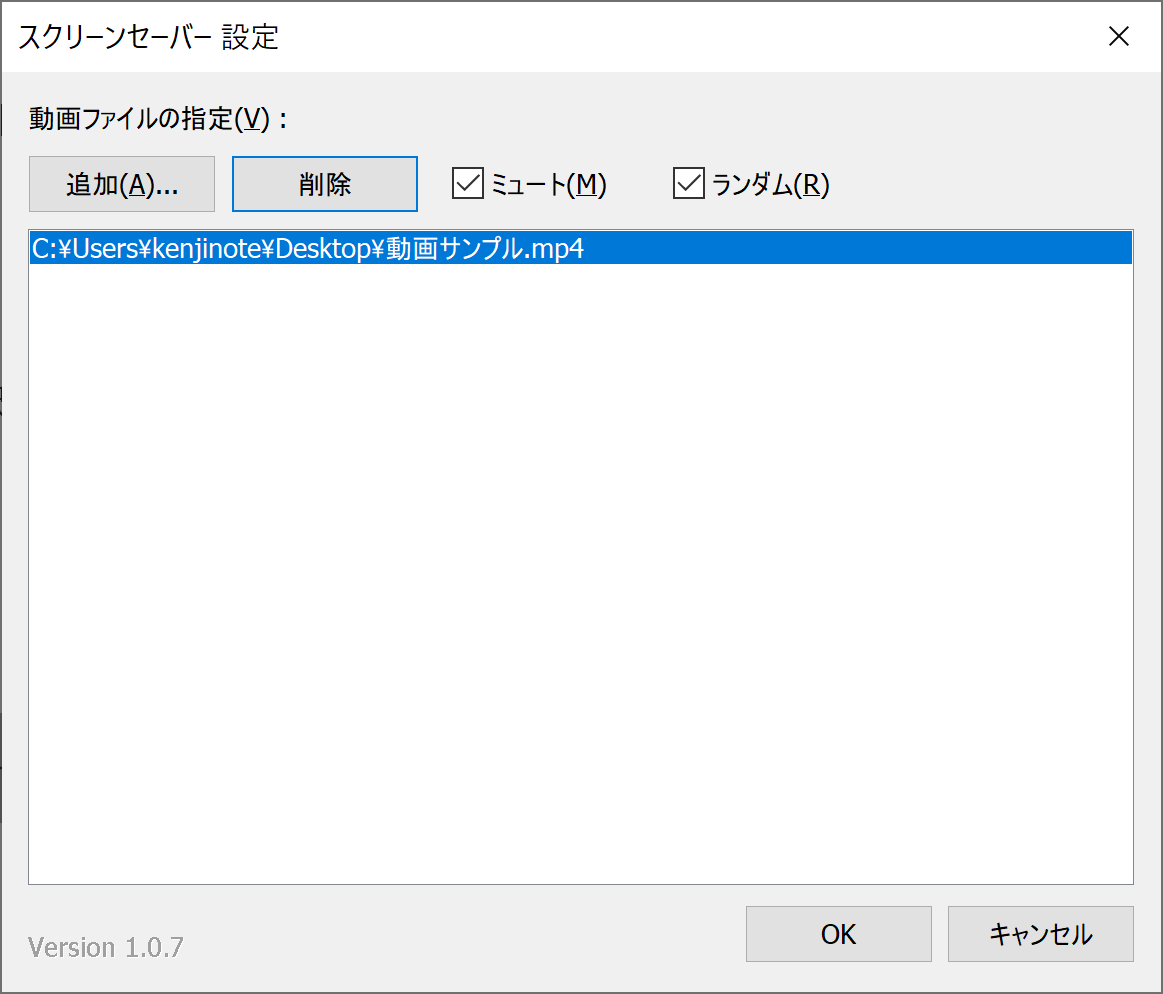 スクリーンセーバー 設定
動画ファイルの指定(V) :
追加(A)... 削除 ミュート(M) ランダム(R)
C:¥Users¥kenjinote¥Desktop¥動画サンプル.mp4
Version 1.0.7 OK キャンセル